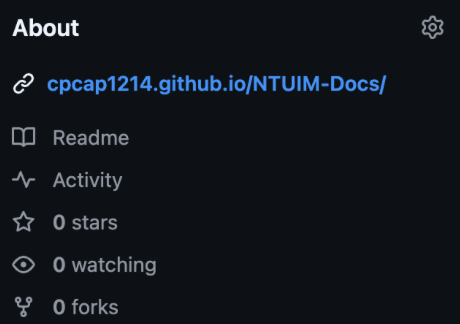 About
cpcap1214.github.io/NTUIM-Docs/
Readme
Activity
0 stars
0 watching
0 forks